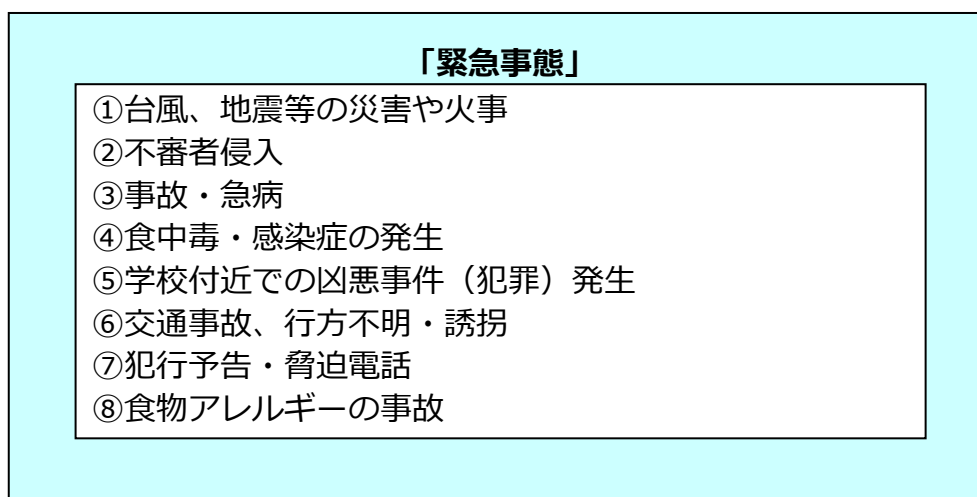 「緊急事態」
①台風、地震等の災害や火事
②不審者侵入
③事故・急病
④食中毒・感染症の発生
⑤学校付近での凶悪事件（犯罪）発生
⑥交通事故、行方不明・誘拐
⑦犯行予告・脅迫電話
⑧食物アレルギーの事故